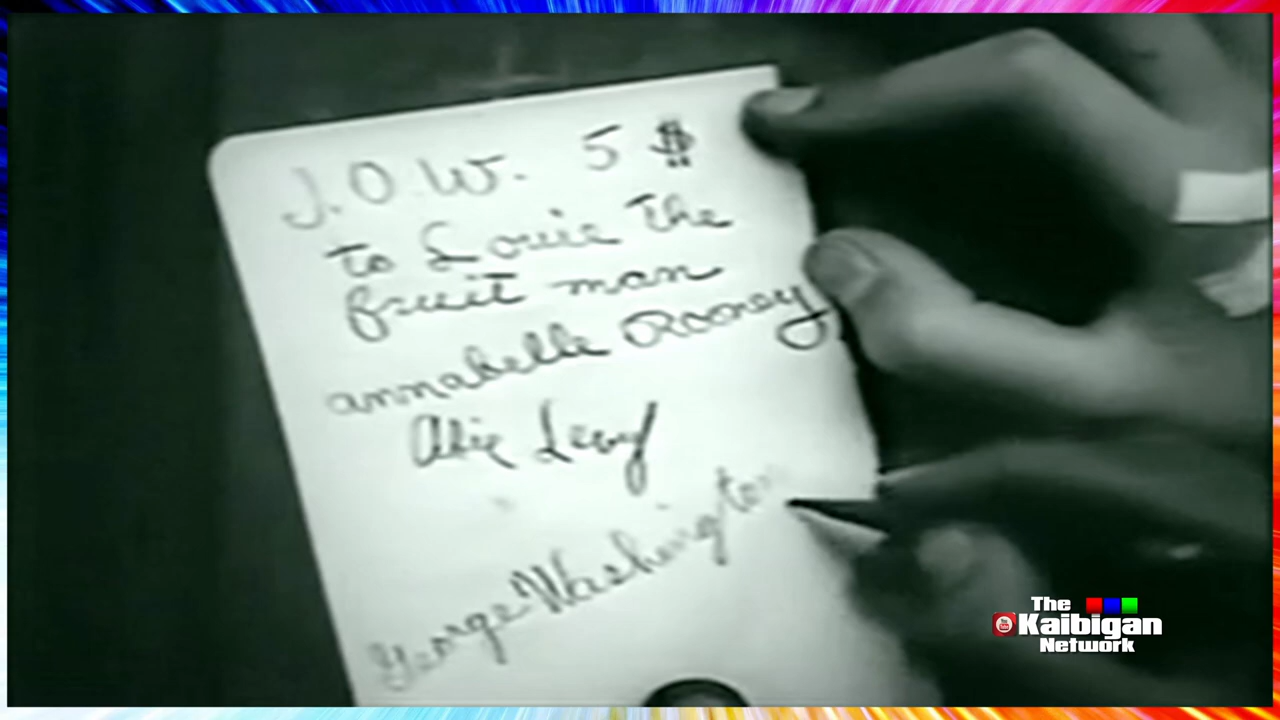 J.O.W. 5 $
to Louie the
fruit man
annabelle Rooney
Abie Levy
George Washington
The
Kaibigan
Network